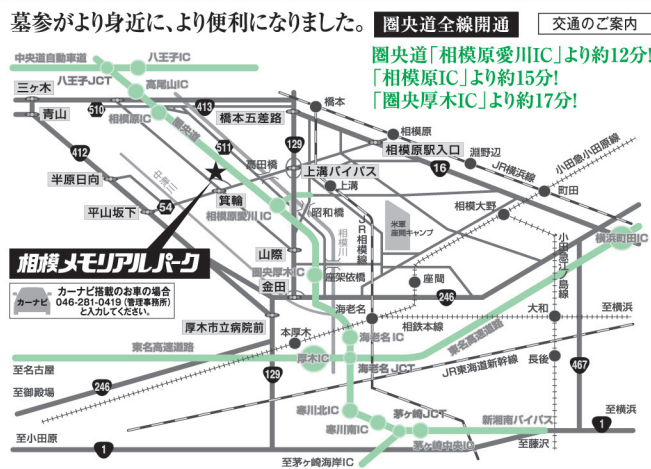 墓参がより身近に、より便利になりました。
圏央道全線開通
交通のご案内
圏央道「相模原愛川IC」より約12分!
「相模原IC」より約15分!
「圏央厚木IC」より約17分!
中央道自動車道
八王子IC
八王子JCT
高尾山IC
三ヶ木
青山
510
413
相模原IC
圏央道
橋本五差路
橋本
相模原
相模原駅入口
淵野辺
JR横浜線
小田急小田原線
町田
16
129
511
高田橋
上溝バイパス
上溝
412
半原日向
54
箕輪
平山坂下
相模原愛川IC
昭和橋
相模川
JR相模線
米軍
座間キャンプ
相模大野
横浜町田IC
小田急江ノ島線
山際
圏央厚木IC
座架依橋
座間
金田
246
相模メモリアルパーク
カーナビ
カーナビ搭載のお車の場合
046-281-0419(管理事務所)
と入力してください。
厚木市立病院前
本厚木
海老名
相鉄本線
大和
至横浜
東名高速道路
海老名IC
東名高速道路
厚木IC
海老名JCT
JR東海道新幹線
長後
467
至名古屋
至御殿場
246
129
寒川北IC
寒川南IC
茅ヶ崎JCT
新湘南バイパス
茅ヶ崎中央IC
1
至横浜
至藤沢
至小田原
1
至茅ヶ崎海岸IC